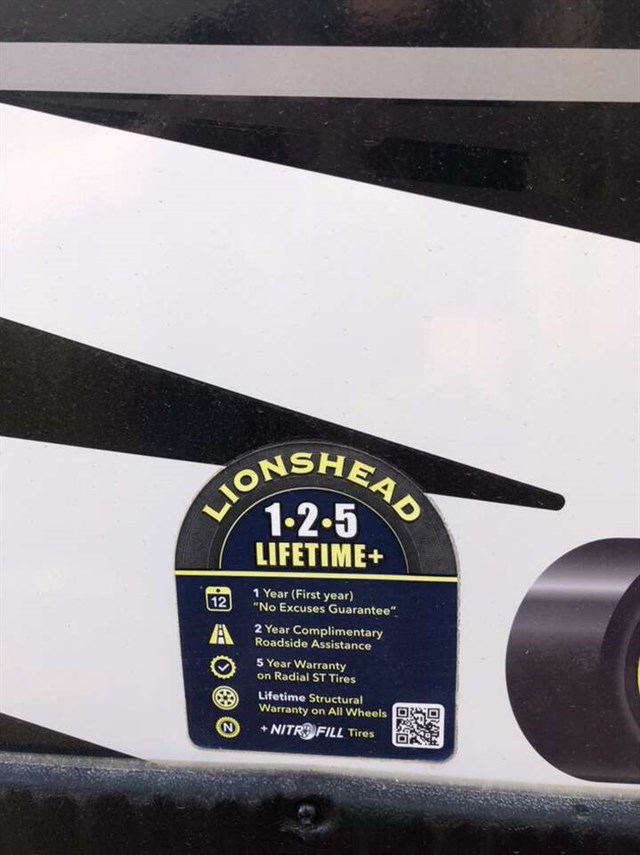 LIONSHEAD
1•2•5
LIFETIME+
12
1 Year (First year)
"No Excuses Guarantee"
2 Year Complimentary
Roadside Assistance
5 Year Warranty
on Radial ST Tires
Lifetime Structural
Warranty on All Wheels
N
+ NITROFILL Tires